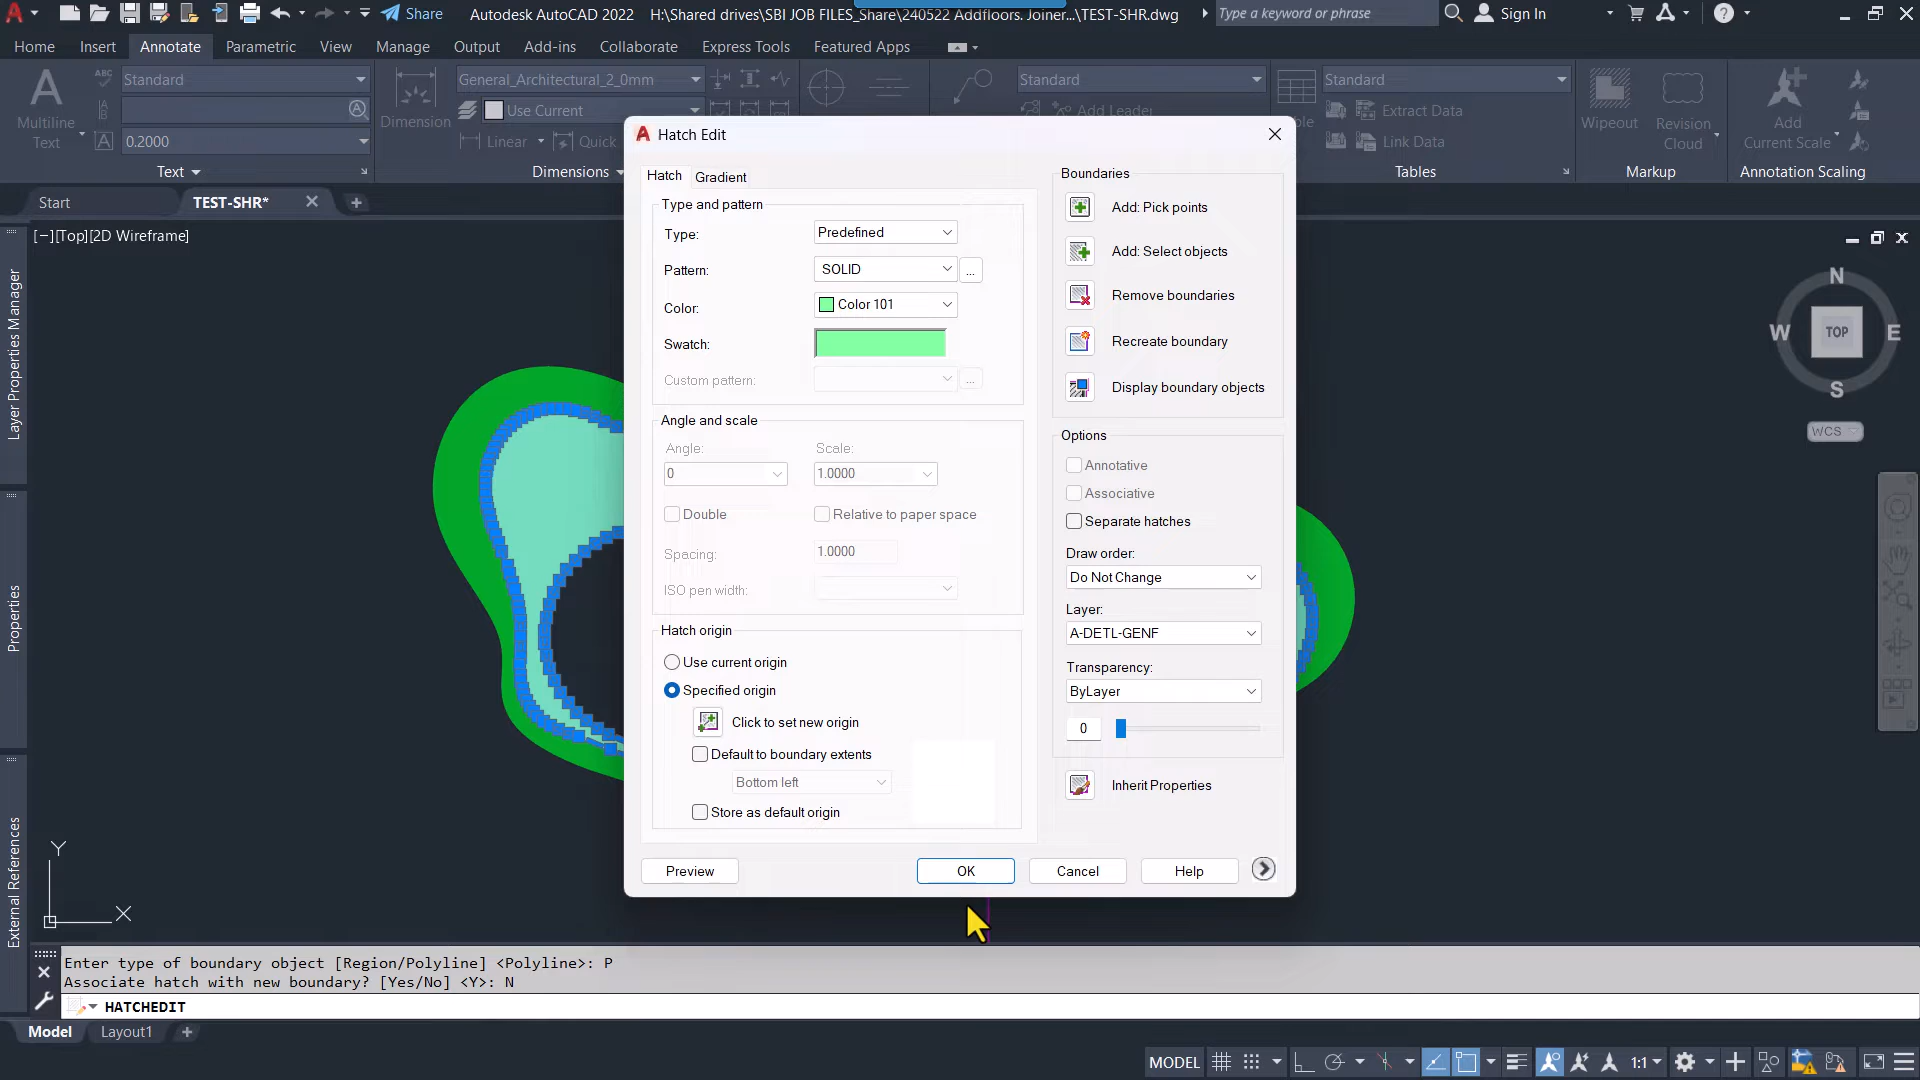 Share
Autodesk AutoCAD 2022
H:\Shared drives\SBI JOB FILES_Share\240522 Addfloors. Joiner...\TEST-SHR.dwg
Type a keyword or phrase
Sign In
Home
Insert
Annotate
Parametric
View
Manage
Output
Add-ins
Collaborate
Express Tools
Featured Apps
Multiline
Text
ABC
Standard
0.2000
Text
Dimension
General_Architectural_2_0mm
Use Current
Linear
Quick
Dimensions
Standard
Add Leader
Standard
Extract Data
Link Data
Tables
Wipeout
Revision
Cloud
Markup
Add
Current Scale
Annotation Scaling
Start
TEST-SHR*
[−][Top][2D Wireframe]
Layer Properties Manager
Properties
External References
N
W
TOP
E
S
WCS
Hatch Edit
Hatch
Gradient
Type and pattern
Type:
Predefined
Pattern:
SOLID
...
Color:
Color 101
Swatch:
Custom pattern:
...
Angle and scale
Angle:
Scale:
0
1.0000
Double
Relative to paper space
Spacing:
1.0000
ISO pen width:
Hatch origin
Use current origin
Specified origin
Click to set new origin
Default to boundary extents
Bottom left
Store as default origin
Boundaries
Add: Pick points
Add: Select objects
Remove boundaries
Recreate boundary
Display boundary objects
Options
Annotative
Associative
Separate hatches
Draw order:
Do Not Change
Layer:
A-DETL-GENF
Transparency:
ByLayer
0
Inherit Properties
Preview
OK
Cancel
Help
Y
X
Enter type of boundary object [Region/Polyline] <Polyline>: P
Associate hatch with new boundary? [Yes/No] <Y>: N
HATCHEDIT
Model
Layout1
MODEL
1:1